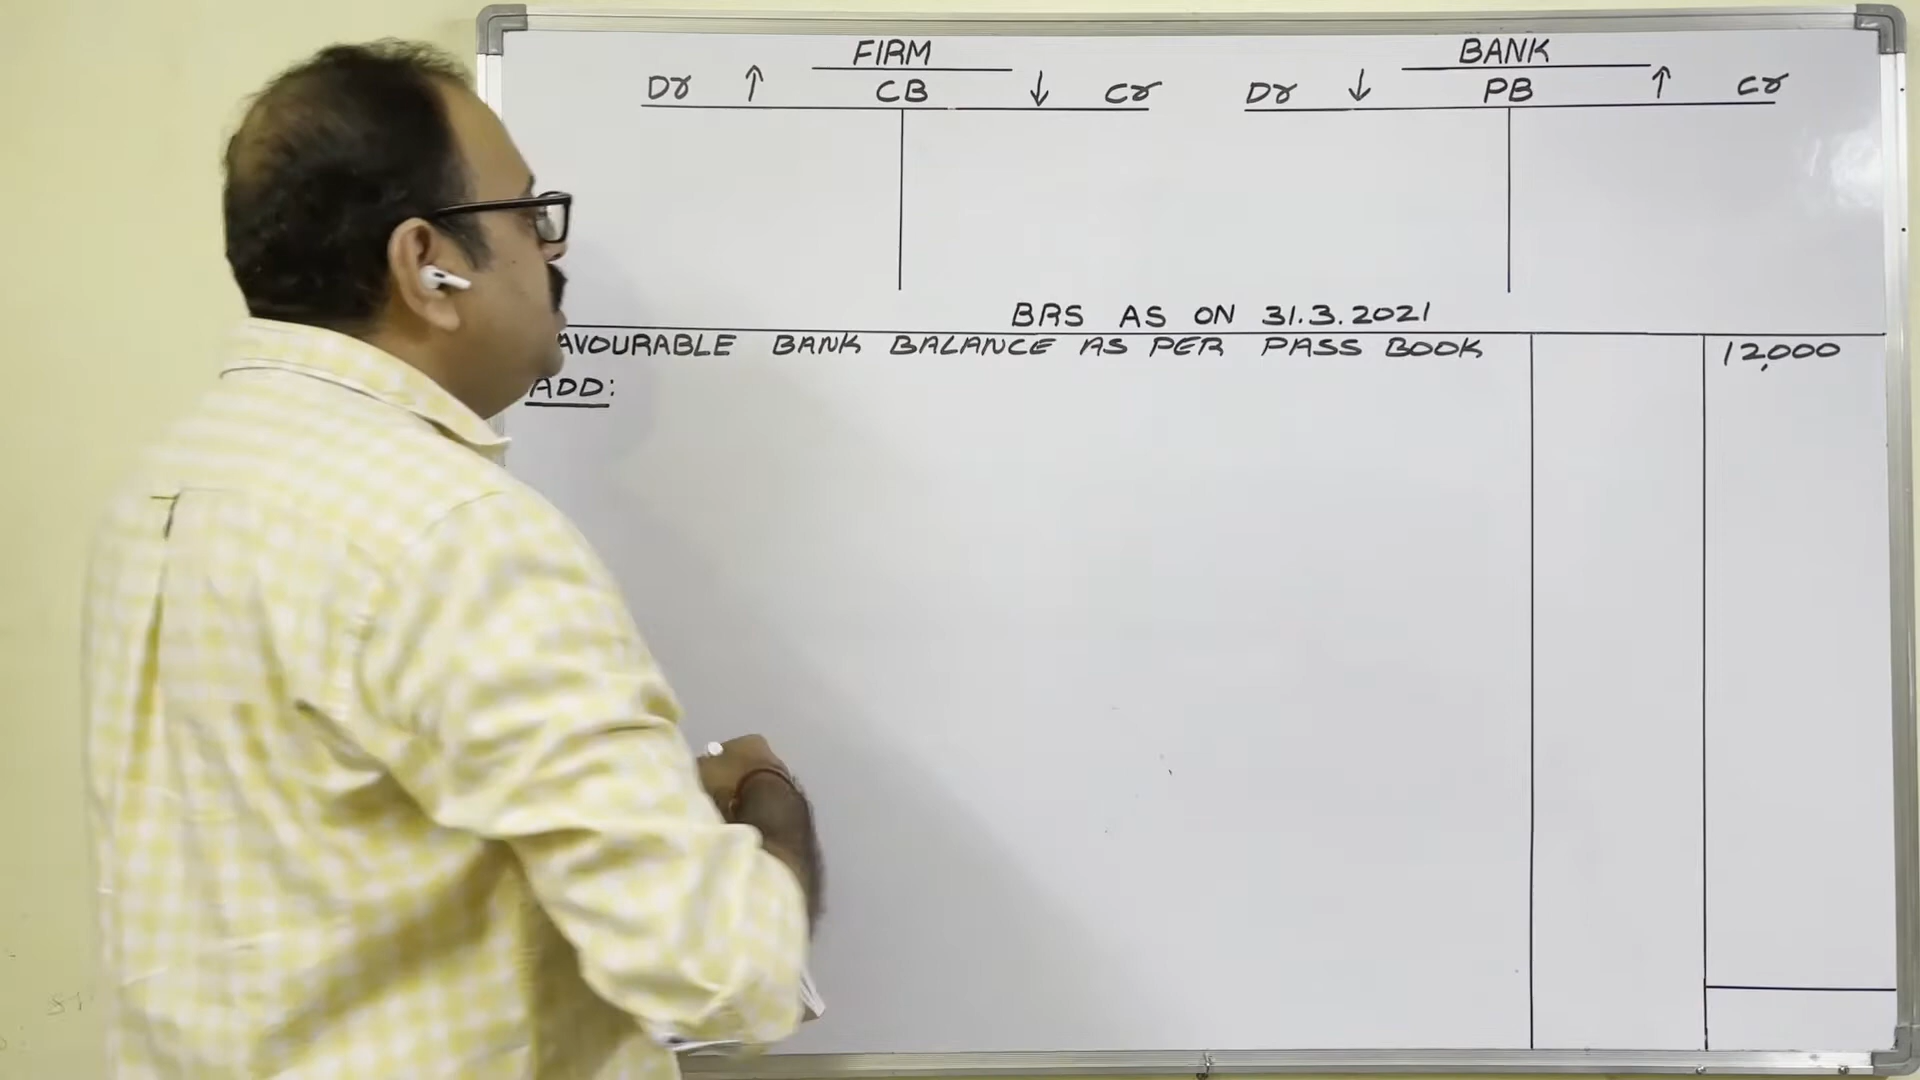 FIRM
Dr ↑ CB ↓ Cr
BANK
Dr ↓ PB ↑ Cr
BRS AS ON 31.3.2021
AVOURABLE BANK BALANCE AS PER PASS BOOK 12,000
ADD: